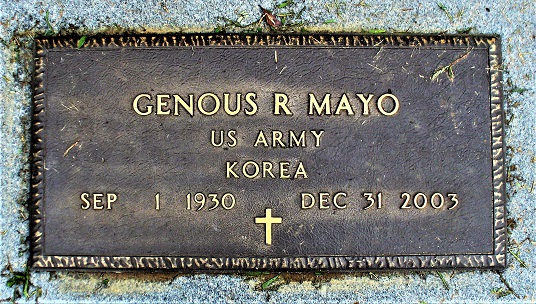 GENOUS R MAYO
US ARMY
KOREA
SEP 1 1930 DEC 31 2003